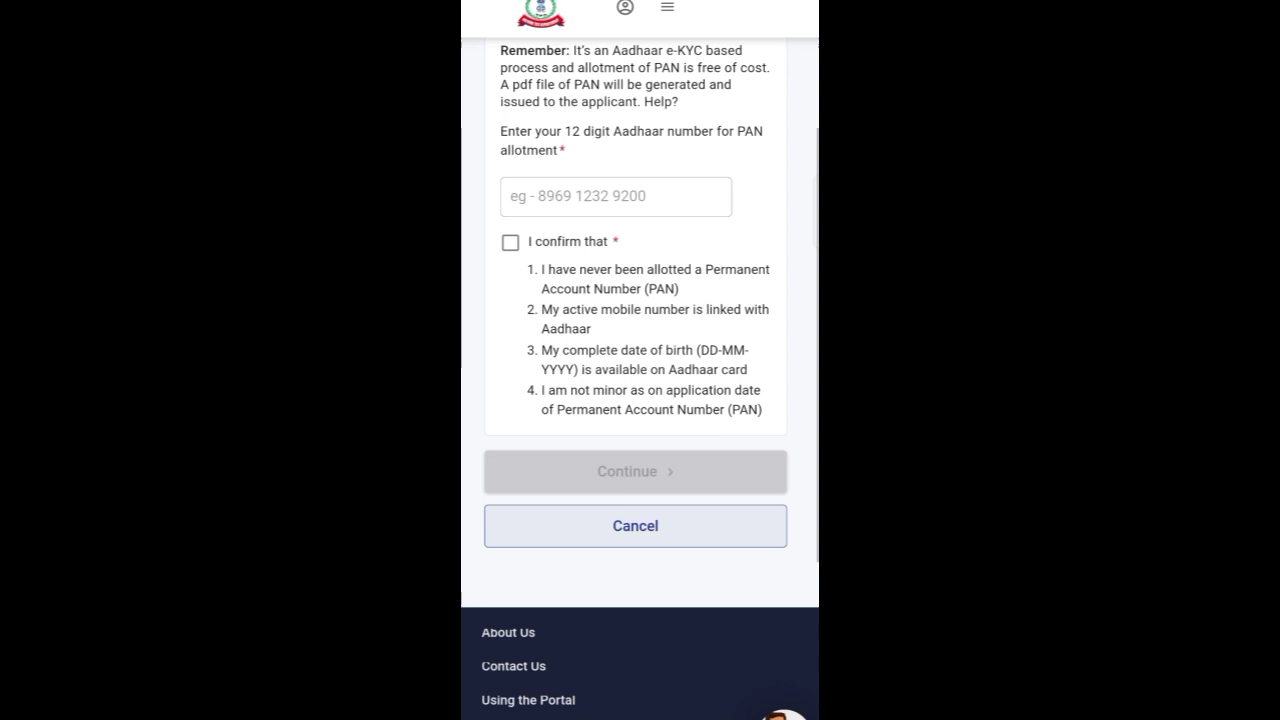 Remember: It's an Aadhaar e-KYC based
process and allotment of PAN is free of cost.
A pdf file of PAN will be generated and
issued to the applicant. Help?
Enter your 12 digit Aadhaar number for PAN
allotment*
eg - 8969 1232 9200
I confirm that *
1. I have never been allotted a Permanent
Account Number (PAN)
2. My active mobile number is linked with
Aadhaar
3. My complete date of birth (DD-MM-
YYYY) is available on Aadhaar card
4. I am not minor as on application date
of Permanent Account Number (PAN)
Continue >
Cancel
About Us
Contact Us
Using the Portal